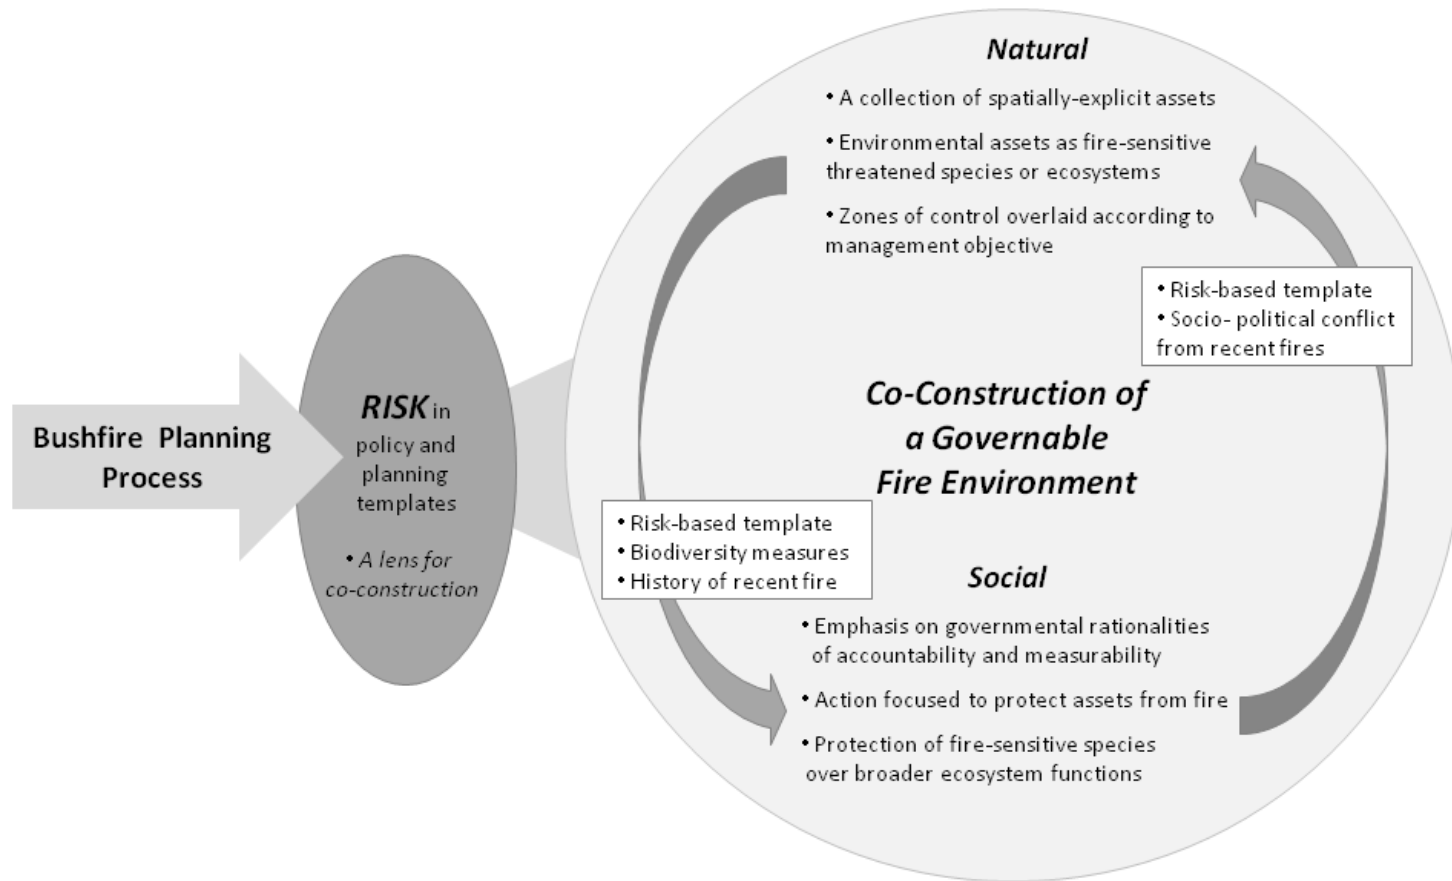 Bushfire Planning
Process
RISK in
policy and
planning
templates
• A lens for
co-construction
Natural
• A collection of spatially-explicit assets
• Environmental assets as fire-sensitive
threatened species or ecosystems
• Zones of control overlaid according to
management objective
• Risk-based template
• Socio- political conflict
from recent fires
Co-Construction of
a Governable
Fire Environment
• Risk-based template
• Biodiversity measures
• History of recent fire
Social
• Emphasis on governmental rationalities
of accountability and measurability
• Action focused to protect assets from fire
• Protection of fire-sensitive species
over broader ecosystem functions